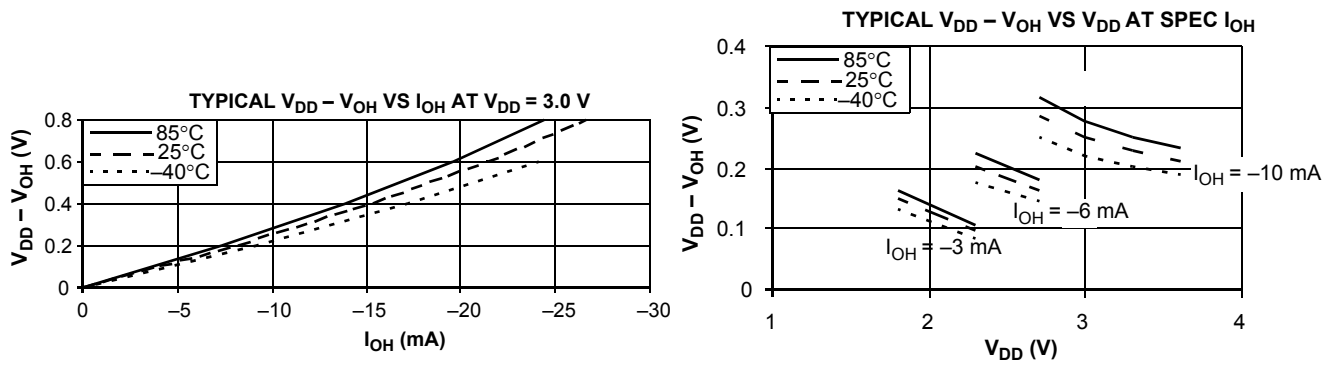 TYPICAL VDD – VOH VS IOH AT VDD = 3.0 V
VDD – VOH (V)
0.8
0.6
0.4
0.2
0
85°C
25°C
–40°C
0 –5 –10 –15 –20 –25 –30
IOH (mA)
TYPICAL VDD – VOH VS VDD AT SPEC IOH
VDD – VOH (V)
0.4
0.3
0.2
0.1
0
85°C
25°C
–40°C
IOH = –10 mA
IOH = –6 mA
IOH = –3 mA
1 2 3 4
VDD (V)